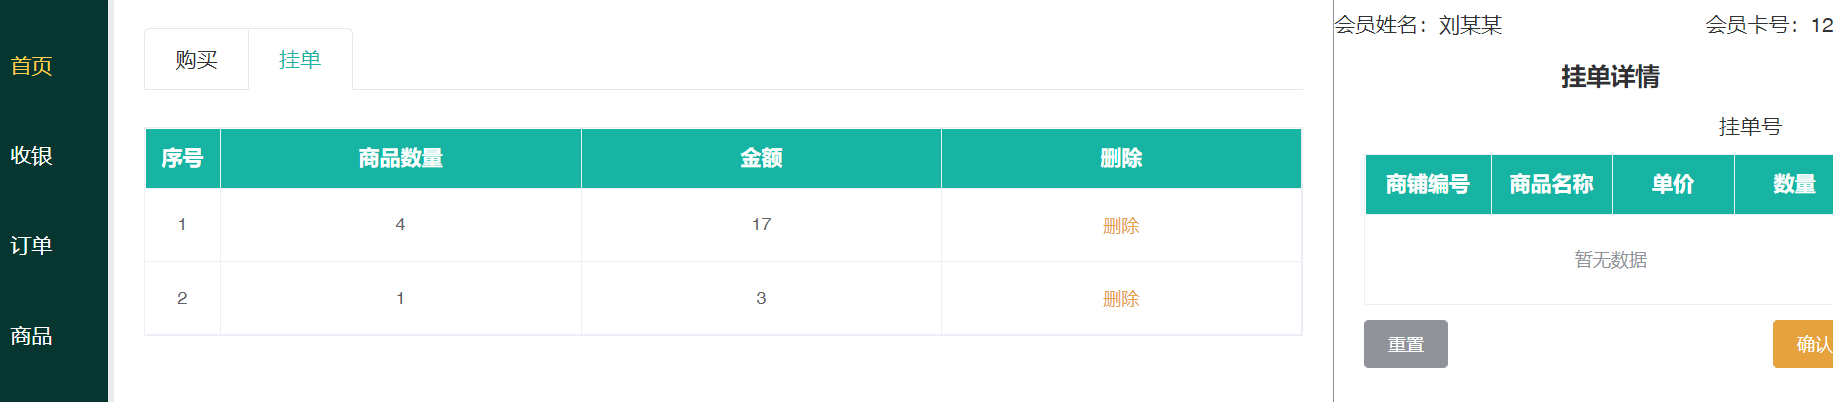 首页
收银
订单
商品
购买 挂单
序号 商品数量 金额 删除
1 4 17 删除
2 1 3 删除
会员姓名：刘某某 会员卡号：12
挂单详情
挂单号
商铺编号 商品名称 单价 数量
暂无数据
重置 确认